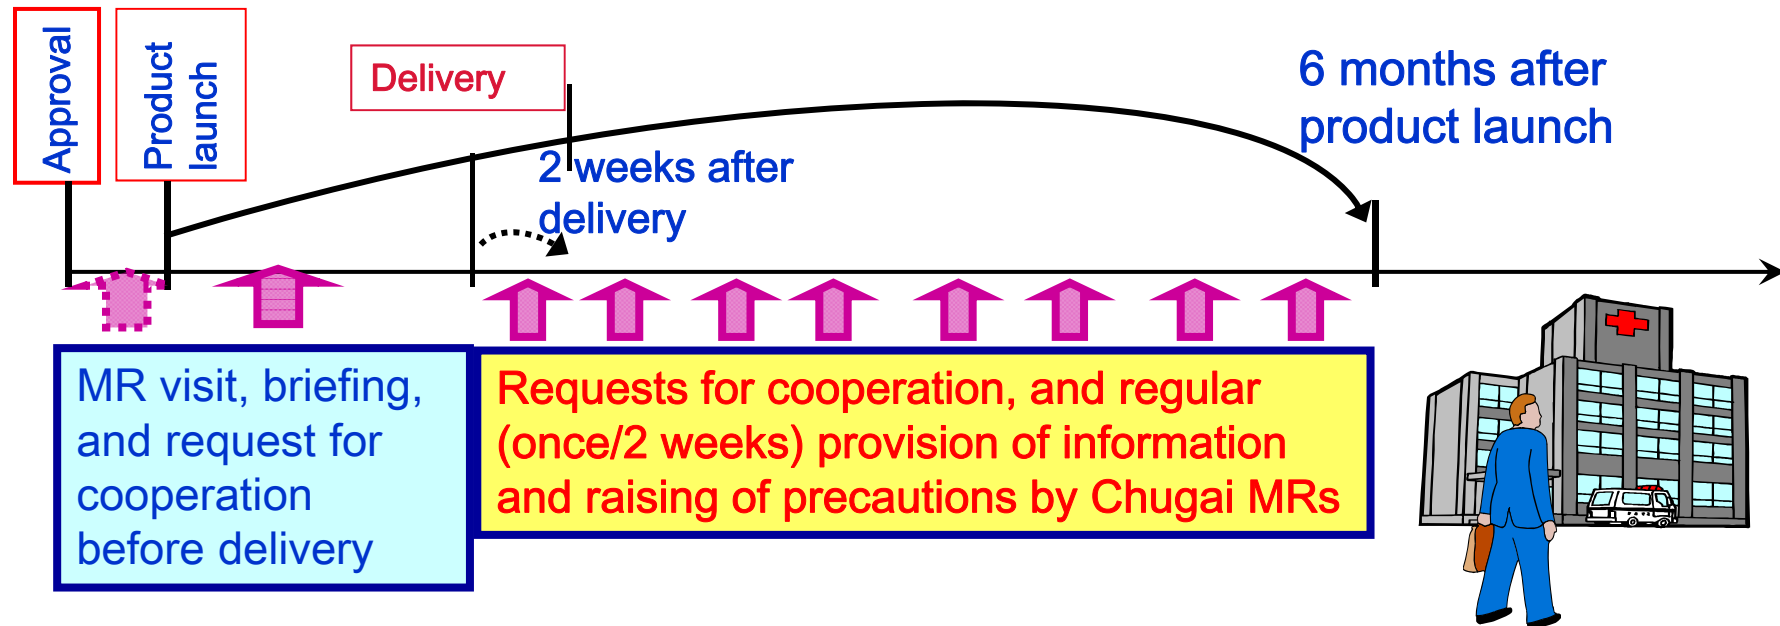 Approval
Product
launch
Delivery
2 weeks after
delivery
6 months after
product launch
MR visit, briefing,
and request for
cooperation
before delivery
Requests for cooperation, and regular
(once/2 weeks) provision of information
and raising of precautions by Chugai MRs